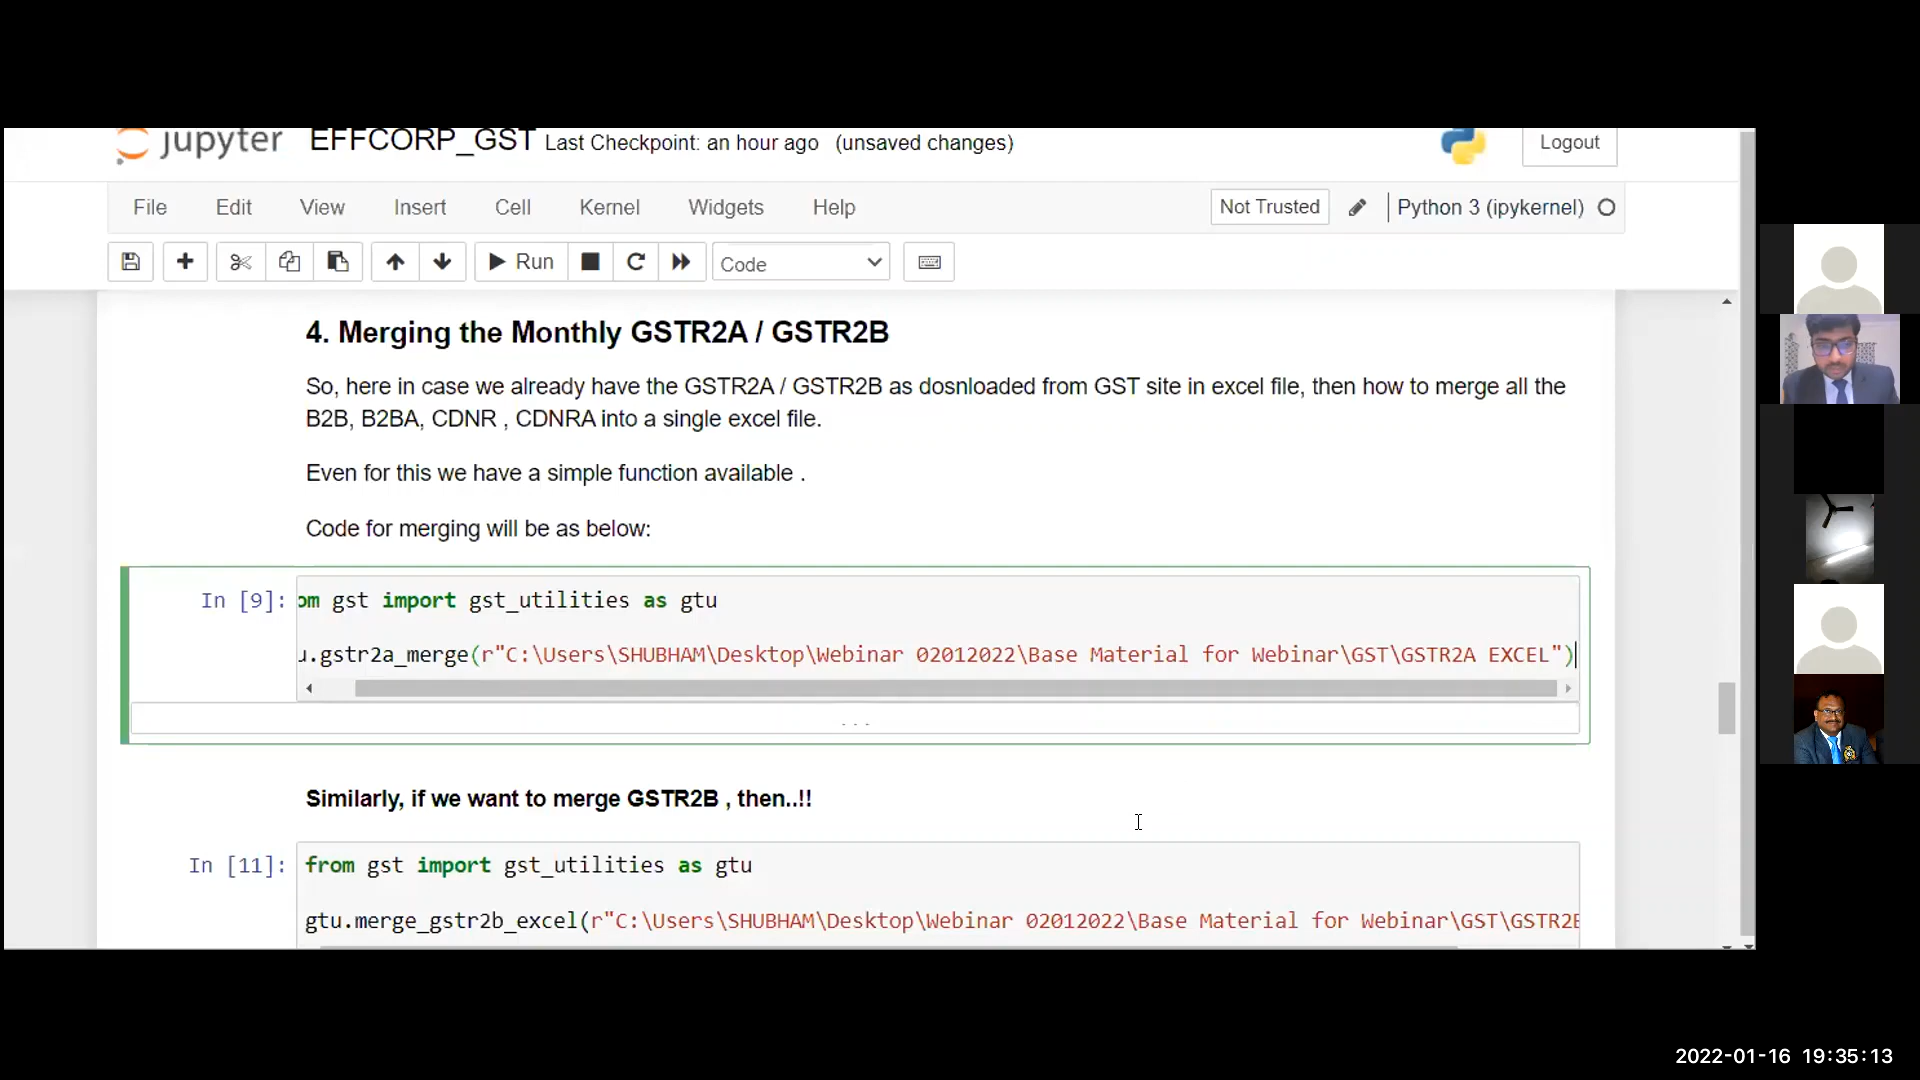 jupyter EFFCORP_GST Last Checkpoint: an hour ago (unsaved changes) Logout
File Edit View Insert Cell Kernel Widgets Help Not Trusted Python 3 (ipykernel)
Run Code
4. Merging the Monthly GSTR2A / GSTR2B
So, here in case we already have the GSTR2A / GSTR2B as dosnloaded from GST site in excel file, then how to merge all the
B2B, B2BA, CDNR , CDNRA into a single excel file.
Even for this we have a simple function available .
Code for merging will be as below:
In [9]: om gst import gst_utilities as gtu
u.gstr2a_merge(r"C:\Users\SHUBHAM\Desktop\Webinar 02012022\Base Material for Webinar\GST\GSTR2A EXCEL")
...
Similarly, if we want to merge GSTR2B , then..!!
In [11]: from gst import gst_utilities as gtu
gtu.merge_gstr2b_excel(r"C:\Users\SHUBHAM\Desktop\Webinar 02012022\Base Material for Webinar\GST\GSTR2B
2022-01-16 19:35:13